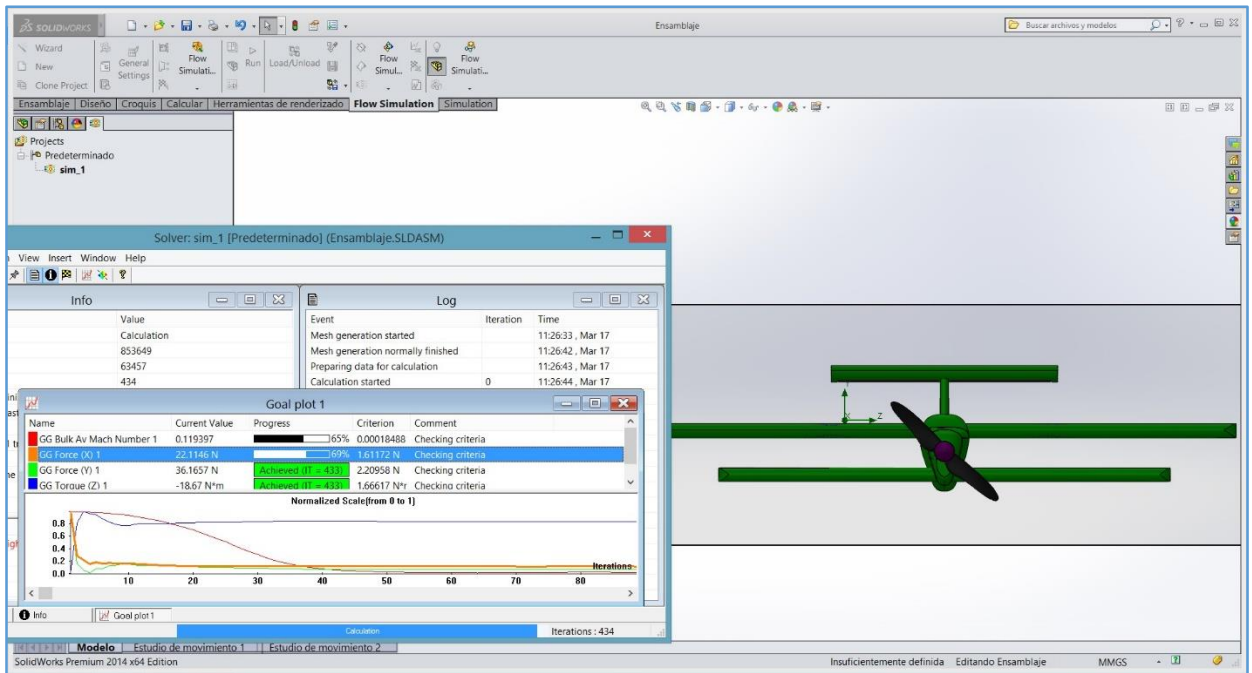 SOLIDWORKS
Ensamblaje
Buscar archivos y modelos
Wizard
New
Clone Project
General Settings
Flow Simulati...
Run
Load/Unload
Flow Simul...
Flow Simulati...
Ensamblaje Diseño Croquis Calcular Herramientas de renderizado Flow Simulation Simulation
Projects
Predeterminado
sim_1
Solver: sim_1 [Predeterminado] (Ensamblaje.SLDASM)
View Insert Window Help
Info
Value
Calculation
853649
63457
434
Log
Event Iteration Time
Mesh generation started 11:26:33 , Mar 17
Mesh generation normally finished 11:26:42 , Mar 17
Preparing data for calculation 11:26:43 , Mar 17
Calculation started 0 11:26:44 , Mar 17
Goal plot 1
Name Current Value Progress Criterion Comment
GG Bulk Av Mach Number 1 0.119397 65% 0.00018488 Checking criteria
GG Force (X) 1 22.1146 N 69% 1.61172 N Checking criteria
GG Force (Y) 1 36.1657 N Achieved (IT = 433) 2.20958 N Checking criteria
GG Torque (Z) 1 -18.67 N*m Achieved (IT = 433) 1.66617 N*r Checking criteria
Normalized Scale(from 0 to 1)
0.8
0.6
0.4
0.2
0.0
Iterations
10 20 30 40 50 60 70 80
Y
X
Z
Info Goal plot 1
Calculation
Iterations : 434
Modelo Estudio de movimiento 1 Estudio de movimiento 2
SolidWorks Premium 2014 x64 Edition
Insuficientemente definida Editando Ensamblaje MMGS